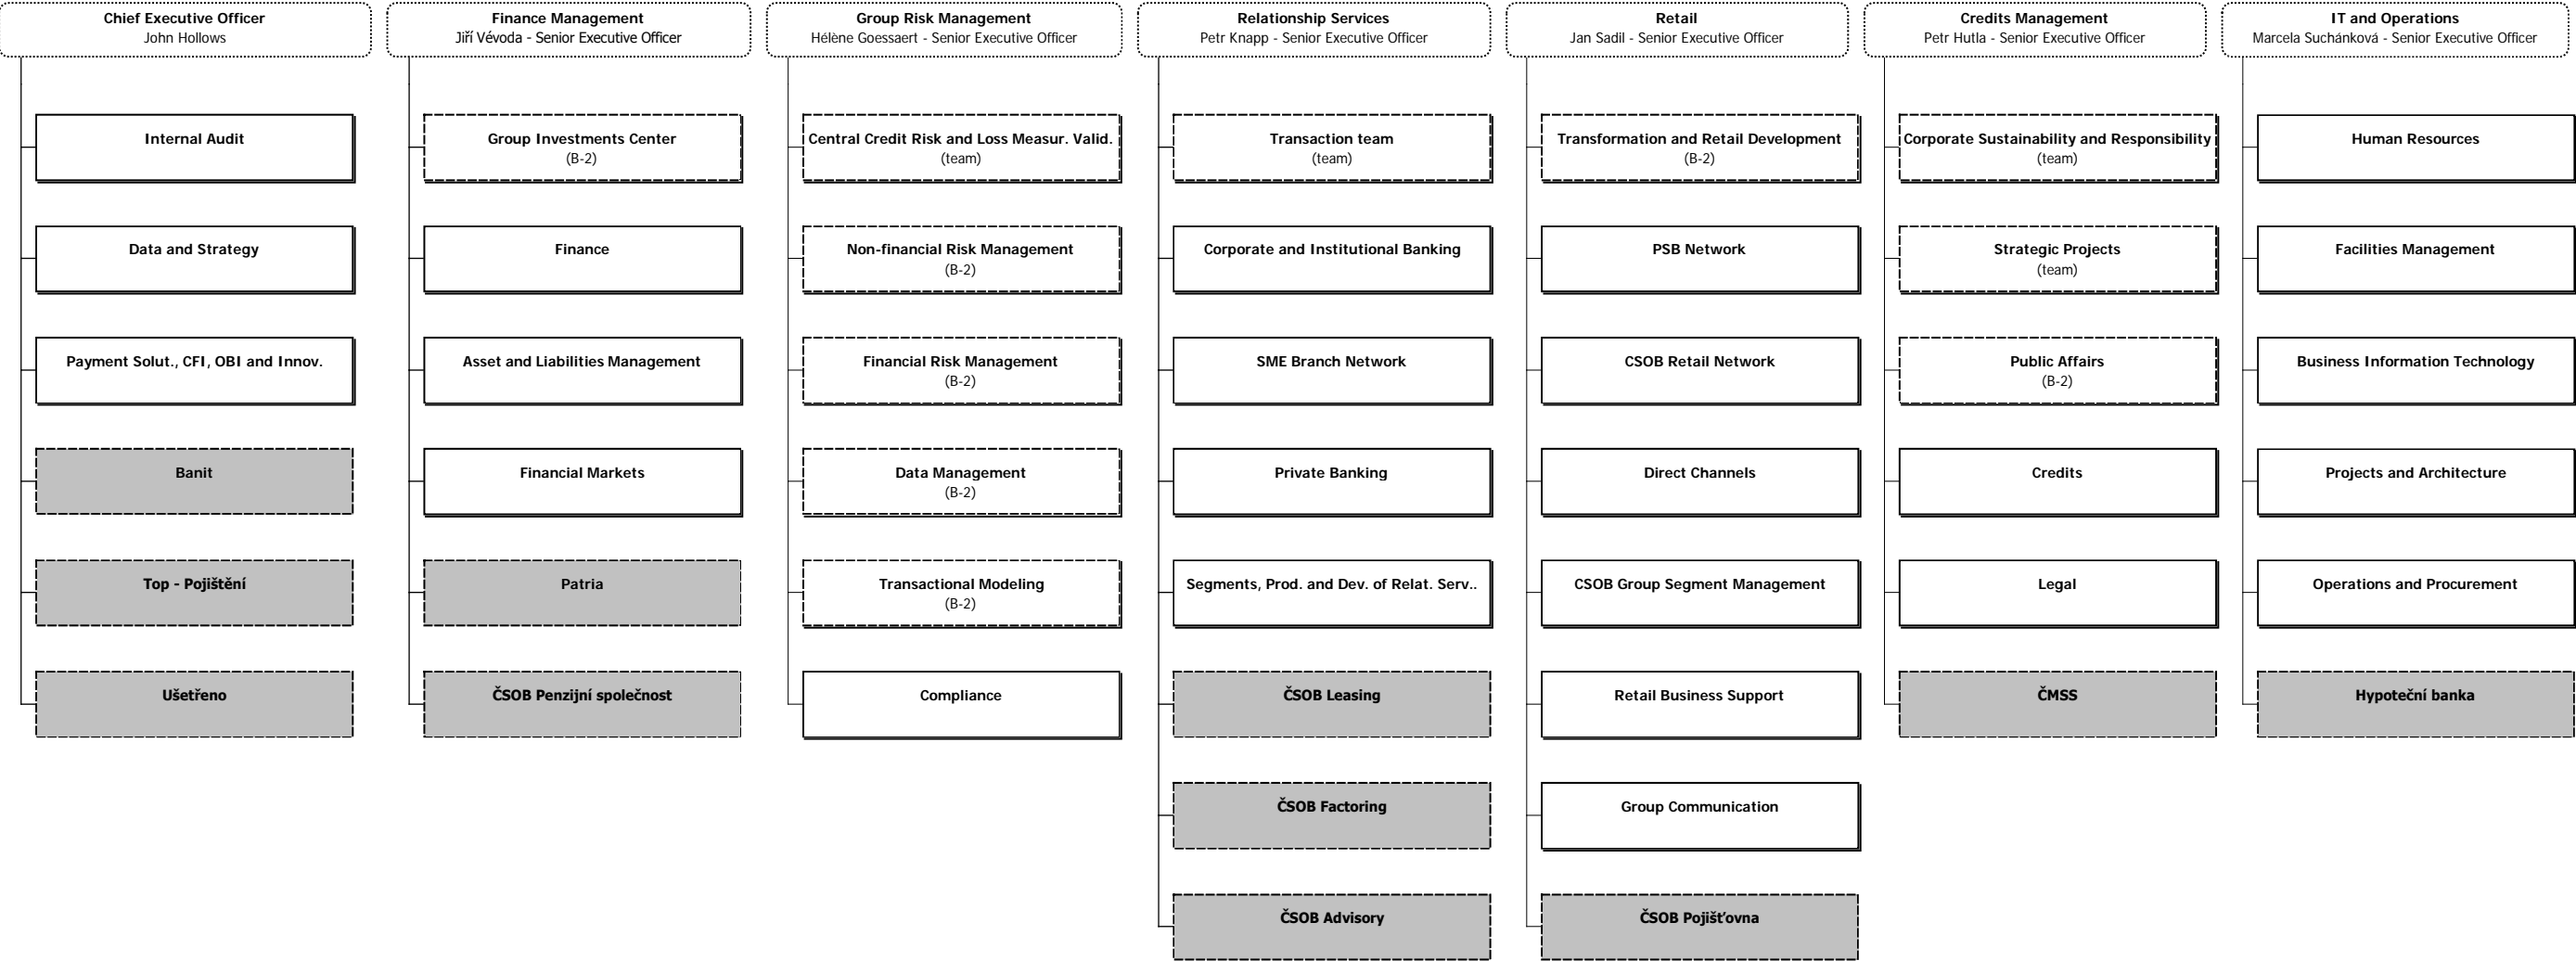 Chief Executive Officer
John Hollows
Internal Audit
Data and Strategy
Payment Solut., CFI, OBI and Innov.
Banit
Top - Pojištění
Ušetřeno
Finance Management
Jiří Vévoda - Senior Executive Officer
Group Investments Center
(B-2)
Finance
Asset and Liabilities Management
Financial Markets
Patria
ČSOB Penzijní společnost
Group Risk Management
Hélène Goessaert - Senior Executive Officer
Central Credit Risk and Loss Measur. Valid.
(team)
Non-financial Risk Management
(B-2)
Financial Risk Management
(B-2)
Data Management
(B-2)
Transactional Modeling
(B-2)
Compliance
Relationship Services
Petr Knapp - Senior Executive Officer
Transaction team
(team)
Corporate and Institutional Banking
SME Branch Network
Private Banking
Segments, Prod. and Dev. of Relat. Serv..
ČSOB Leasing
ČSOB Factoring
ČSOB Advisory
Retail
Jan Sadil - Senior Executive Officer
Transformation and Retail Development
(B-2)
PSB Network
CSOB Retail Network
Direct Channels
CSOB Group Segment Management
Retail Business Support
Group Communication
ČSOB Pojišťovna
Credits Management
Petr Hutla - Senior Executive Officer
Corporate Sustainability and Responsibility
(team)
Strategic Projects
(team)
Public Affairs
(B-2)
Credits
Legal
ČMSS
IT and Operations
Marcela Suchánková - Senior Executive Officer
Human Resources
Facilities Management
Business Information Technology
Projects and Architecture
Operations and Procurement
Hypoteční banka